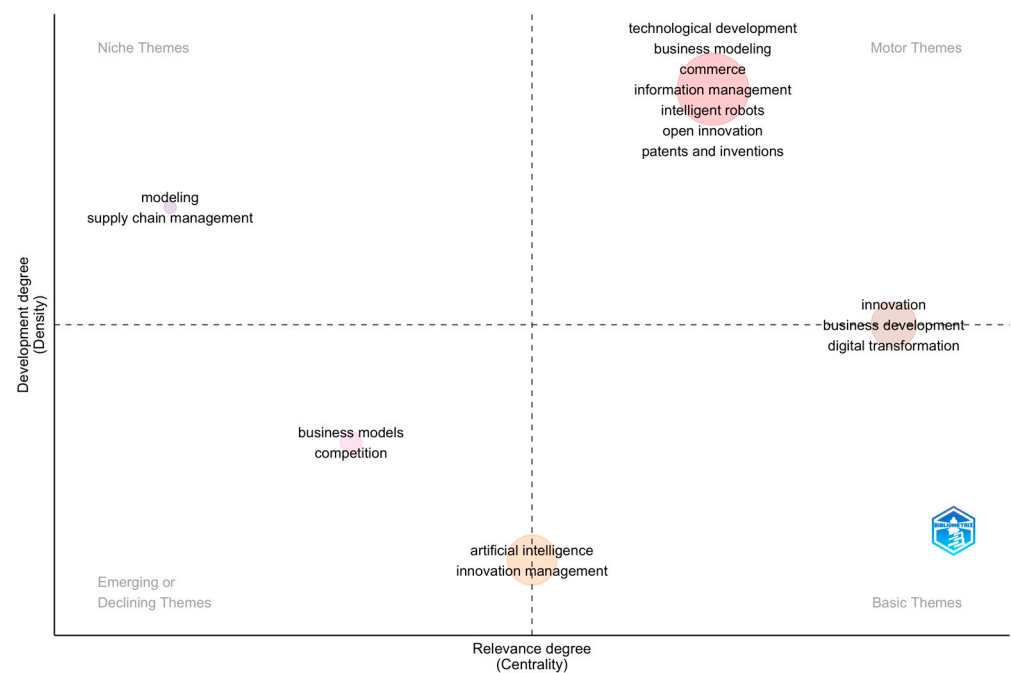 technological development
Niche Themes
business modeling
Motor Themes
commerce
information management
intelligent robots
open innovation
patents and inventions
modeling
supply chain management
Development degree
(Density)
innovation
business development
digital transformation
business models
competition
BIBLIOMETRIX
artificial intelligence
innovation management
Emerging or
Declining Themes
Basic Themes
Relevance degree
(Centrality)